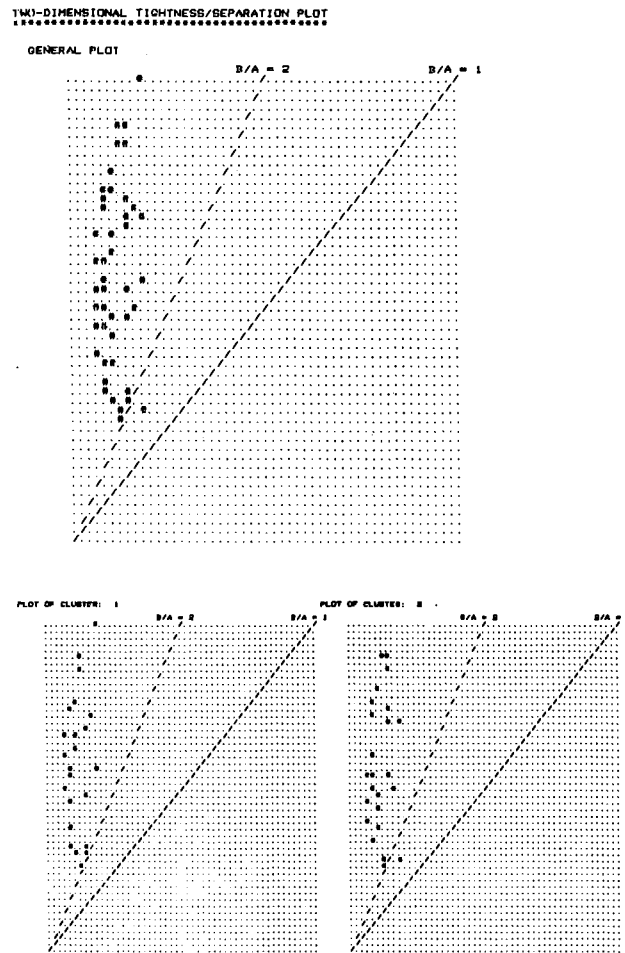 TWO-DIMENSIONAL TIGHTNESS/SEPARATION PLOT
GENERAL PLOT
B/A = 2 B/A = 1
PLOT OF CLUSTER: 1 PLOT OF CLUSTER: 2
B/A = 2 B/A = 1 B/A = 2 B/A =